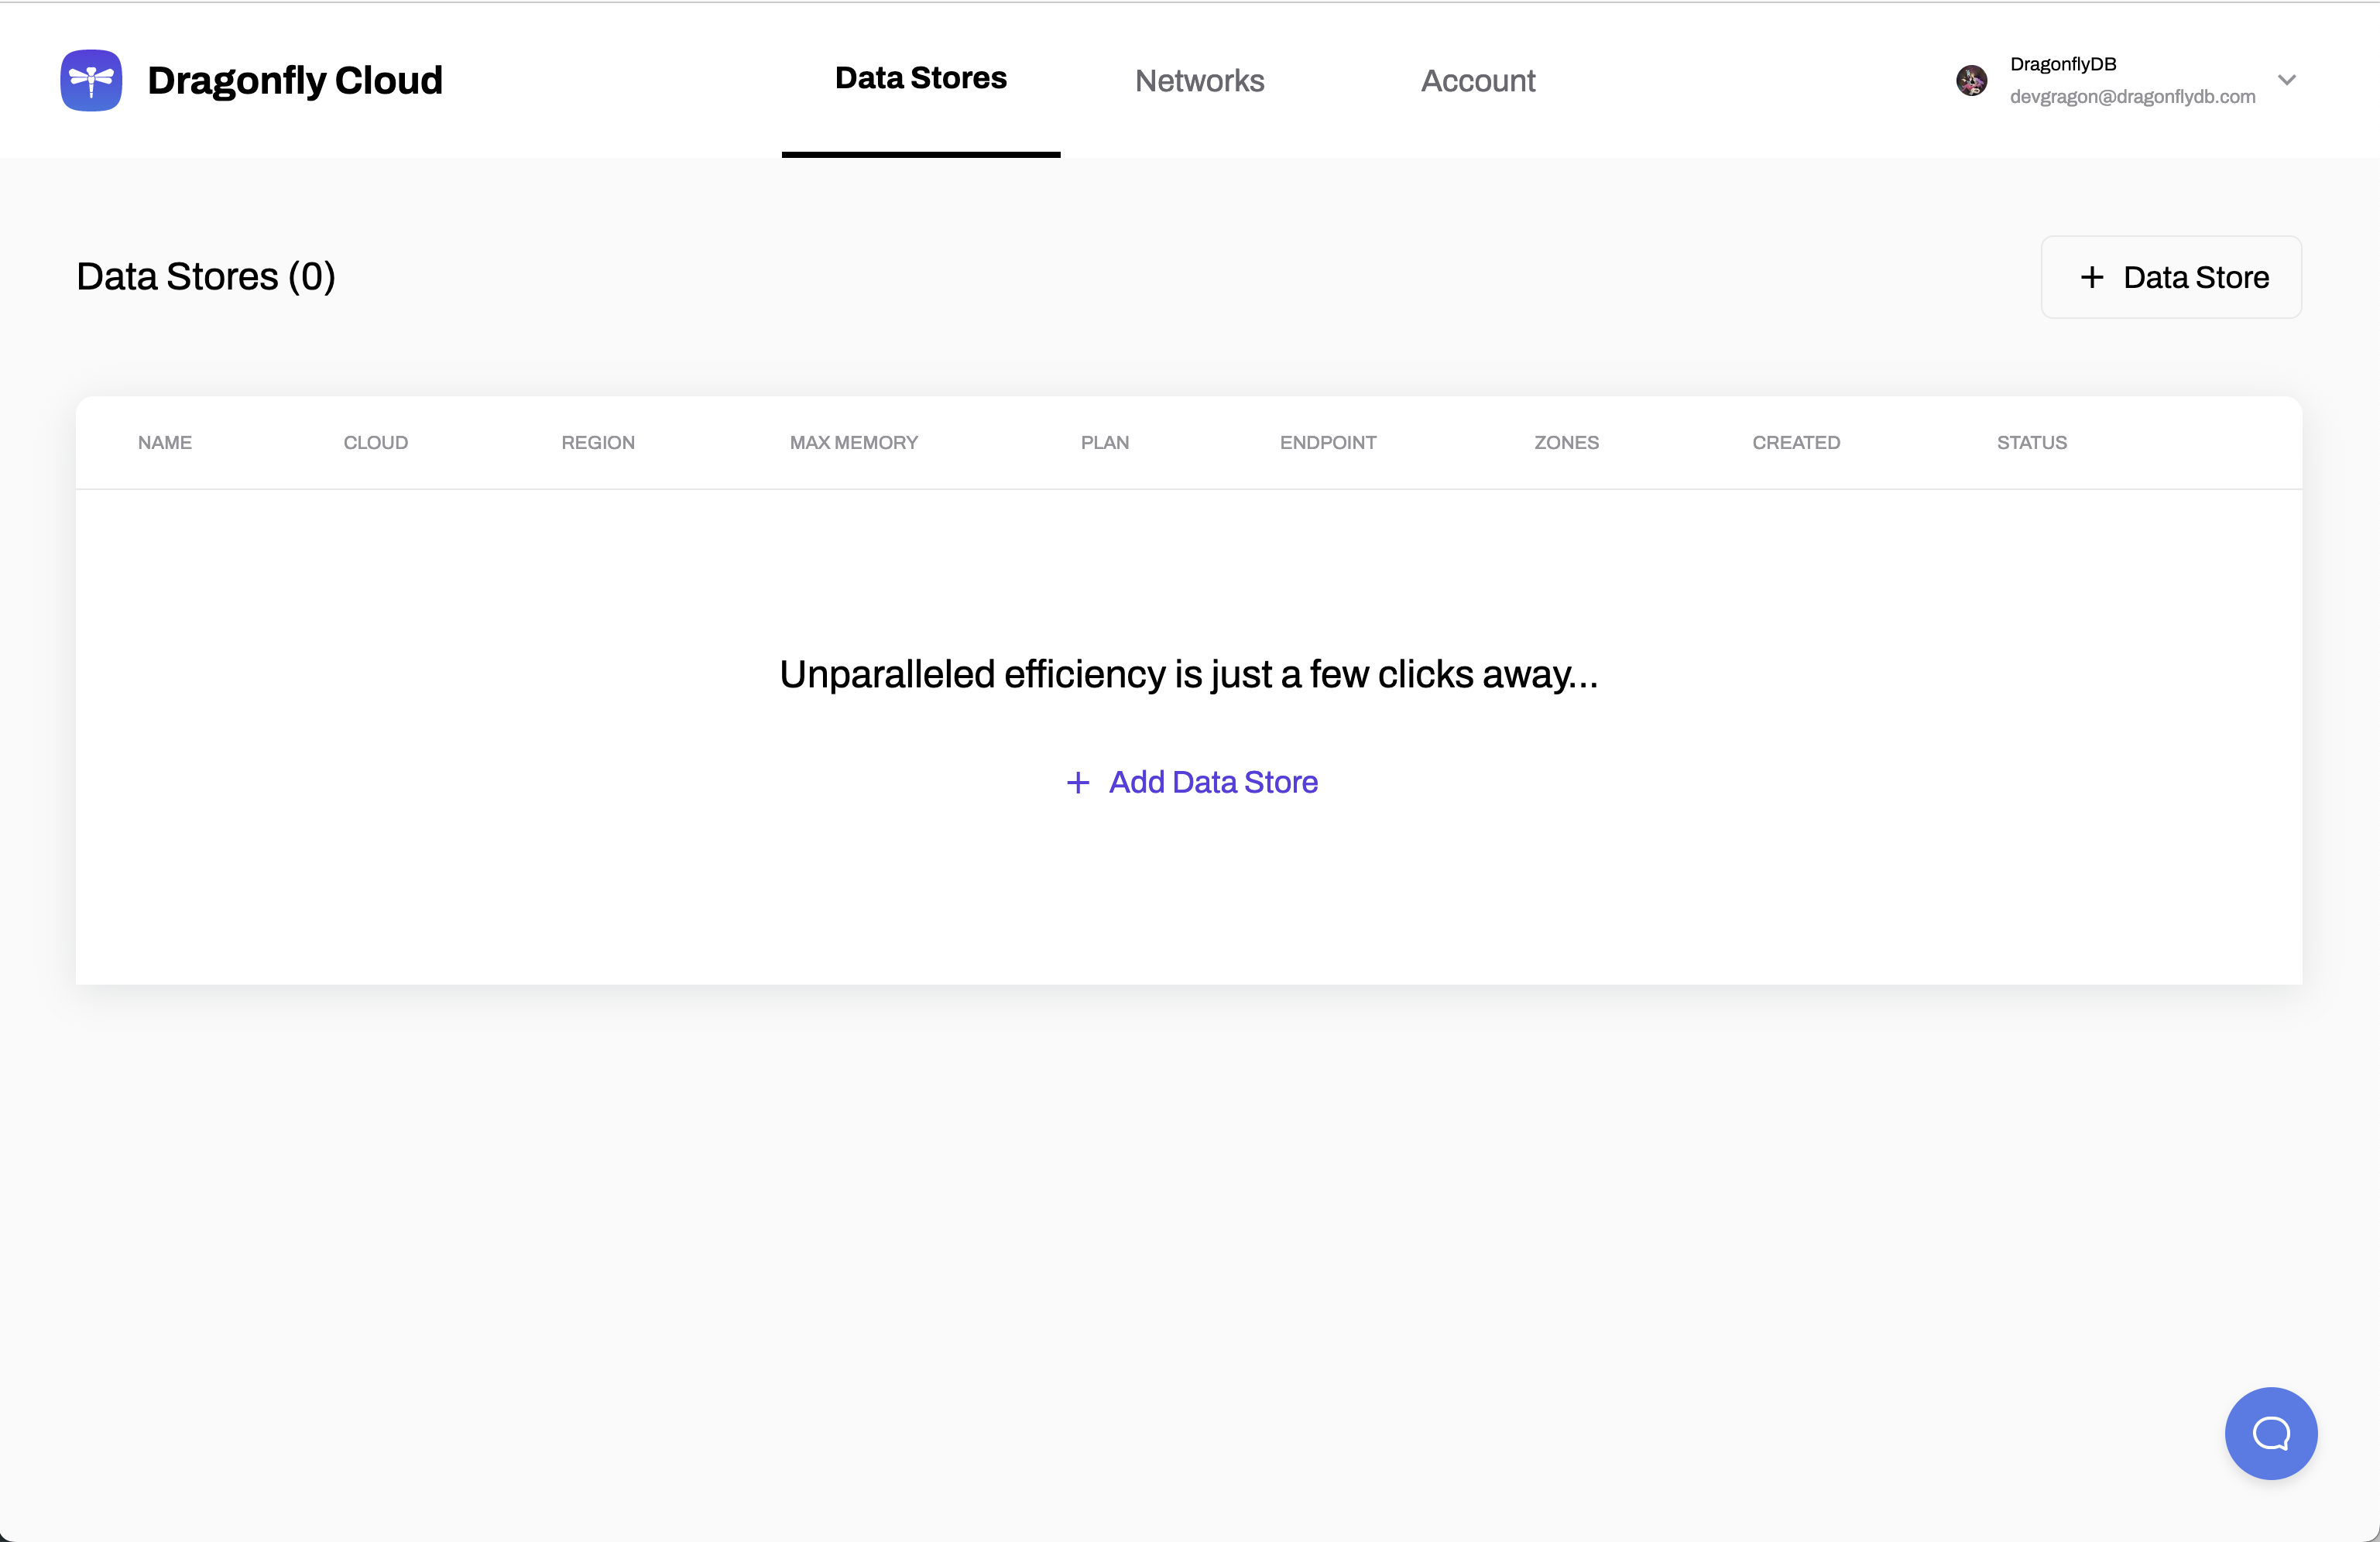 Dragonfly Cloud
Data Stores
Networks
Account
DragonflyDB
devgragon@dragonflydb.com
Data Stores (0)
+ Data Store
NAME
CLOUD
REGION
MAX MEMORY
PLAN
ENDPOINT
ZONES
CREATED
STATUS
Unparalleled efficiency is just a few clicks away...
+ Add Data Store